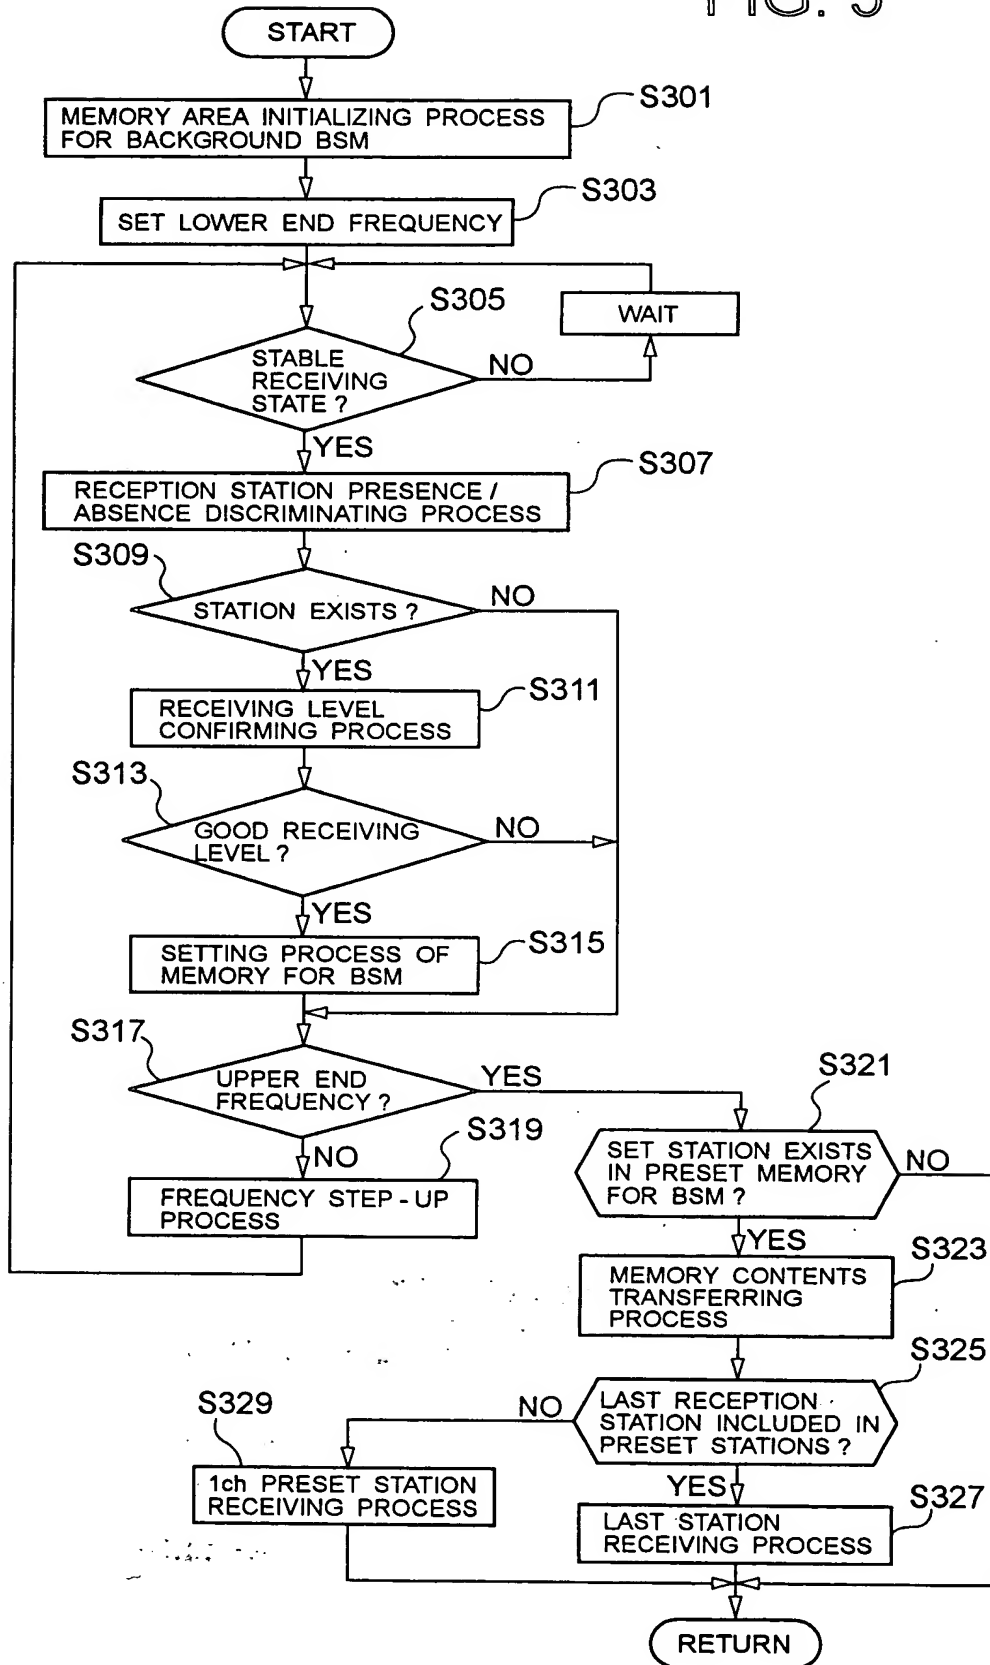 FIG. 5
START
S301
MEMORY AREA INITIALIZING PROCESS
FOR BACKGROUND BSM
S303
SET LOWER END FREQUENCY
S305
WAIT
STABLE
RECEIVING
STATE ?
NO
YES
S307
RECEPTION STATION PRESENCE /
ABSENCE DISCRIMINATING PROCESS
S309
STATION EXISTS ?
NO
YES
S311
RECEIVING LEVEL
CONFIRMING PROCESS
S313
GOOD RECEIVING
LEVEL ?
NO
YES
S315
SETTING PROCESS OF
MEMORY FOR BSM
S317
UPPER END
FREQUENCY ?
YES
NO
S319
FREQUENCY STEP - UP
PROCESS
S321
SET STATION EXISTS
IN PRESET MEMORY
FOR BSM ?
NO
YES
S323
MEMORY CONTENTS
TRANSFERRING
PROCESS
S325
LAST RECEPTION
STATION INCLUDED IN
PRESET STATIONS ?
NO
YES
S329
1ch PRESET STATION
RECEIVING PROCESS
S327
LAST STATION
RECEIVING PROCESS
RETURN